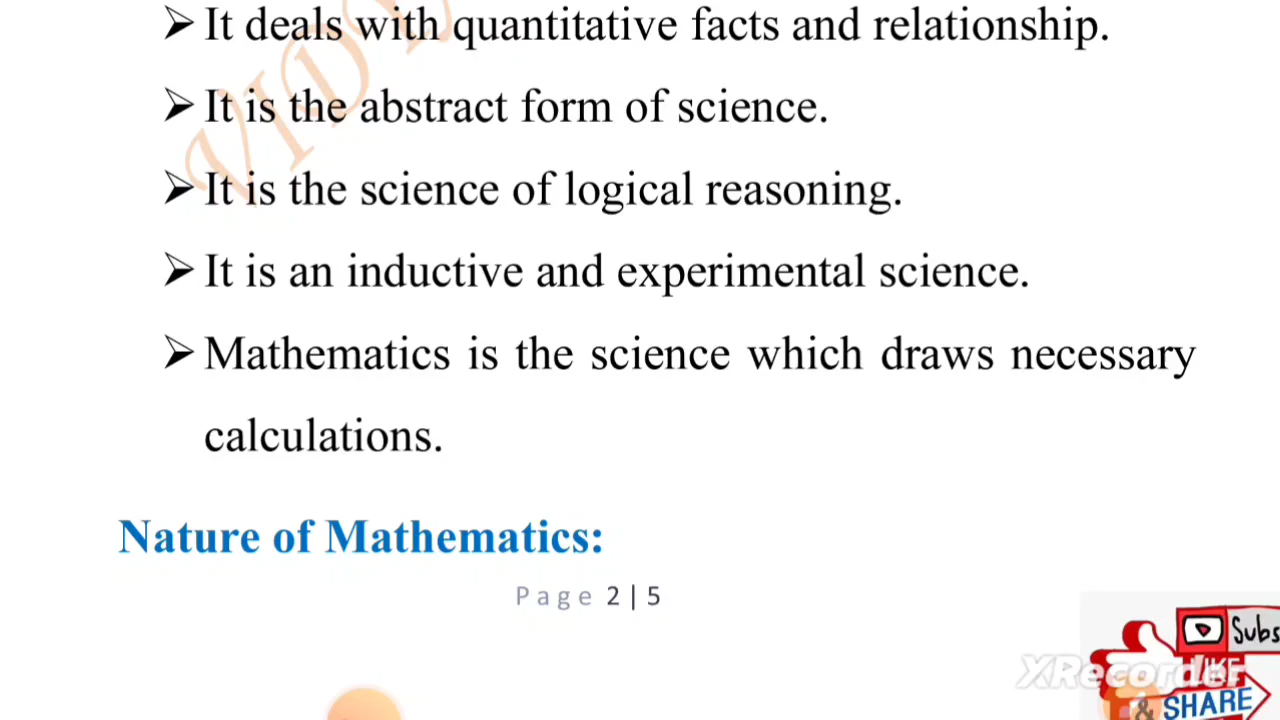 ➤ It deals with quantitative facts and relationship.
➤ It is the abstract form of science.
➤ It is the science of logical reasoning.
➤ It is an inductive and experimental science.
➤ Mathematics is the science which draws necessary
calculations.
Nature of Mathematics:
Page 2 | 5
Subs
XRecorder
LIKE
& SHARE